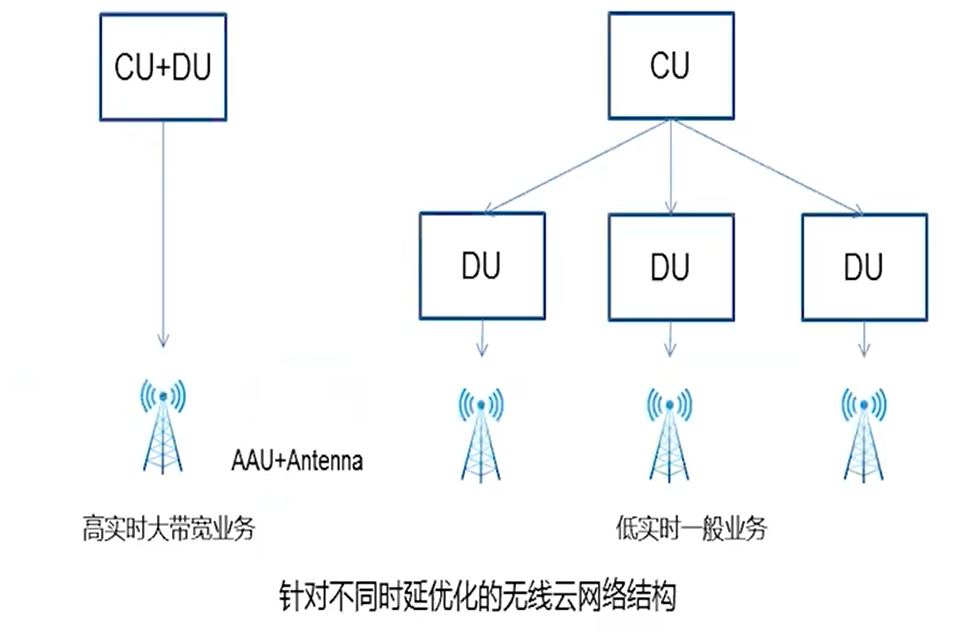 CU+DU
CU
DU
DU
DU
AAU+Antenna
高实时大带宽业务
低实时一般业务
针对不同时延优化的无线云网络结构